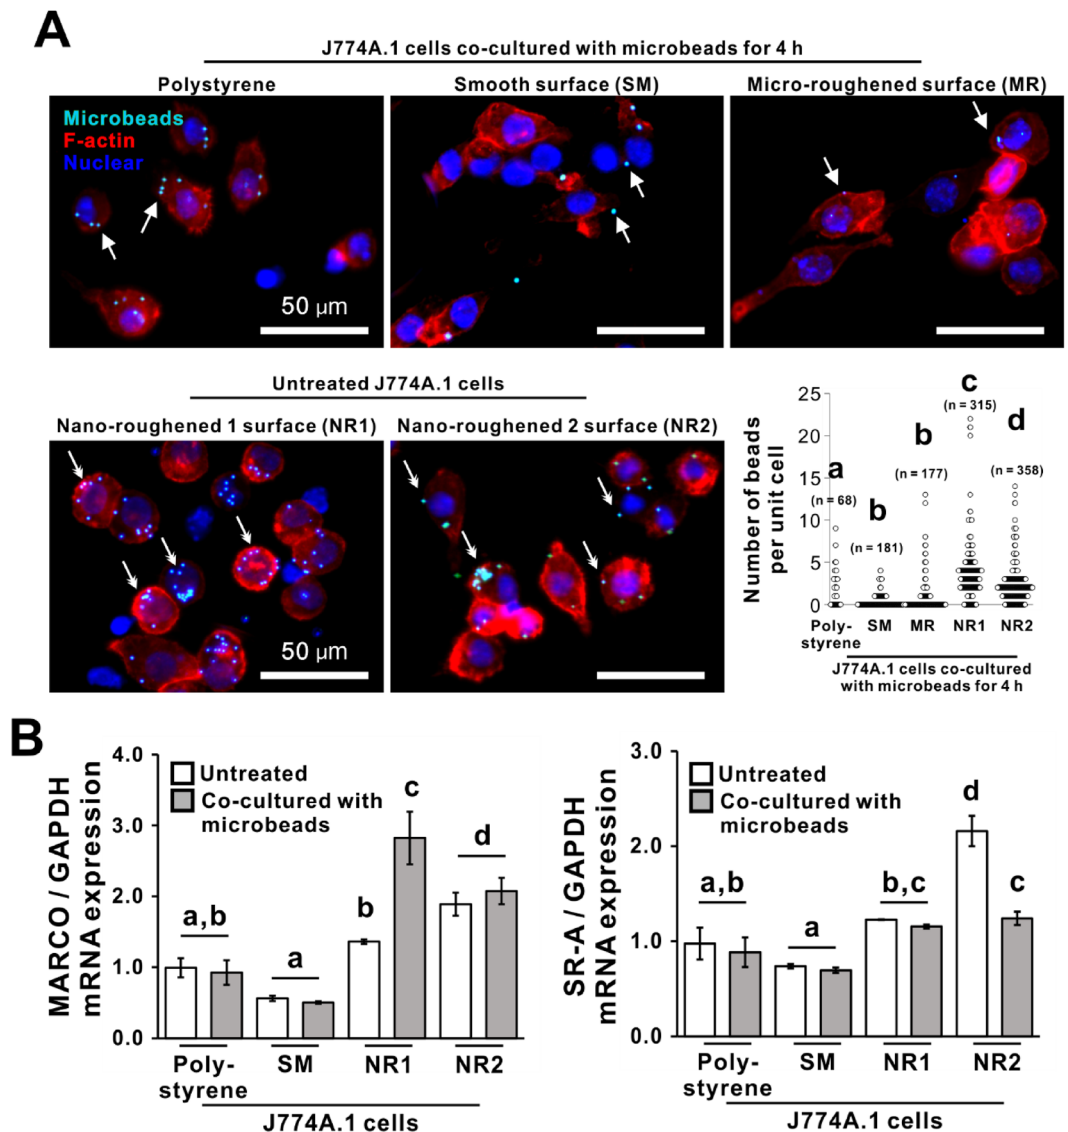 A
J774A.1 cells co-cultured with microbeads for 4 h
Polystyrene
Smooth surface (SM)
Micro-roughened surface (MR)
Microbeads
F-actin
Nuclear
50 µm
Untreated J774A.1 cells
Nano-roughened 1 surface (NR1)
Nano-roughened 2 surface (NR2)
50 µm
Number of beads
per unit cell
25
20
15
10
5
0
a
(n = 68)
b
(n = 181)
b
(n = 177)
c
(n = 315)
d
(n = 358)
Poly-
styrene
SM
MR
NR1
NR2
J774A.1 cells co-cultured
with microbeads for 4 h
B
MARCO / GAPDH
mRNA expression
4.0
3.0
2.0
1.0
0.0
Untreated
Co-cultured with
microbeads
a,b
a
b
c
d
Poly-
styrene
SM
NR1
NR2
J774A.1 cells
SR-A / GAPDH
mRNA expression
3.0
2.0
1.0
0.0
Untreated
Co-cultured with
microbeads
a,b
a
b,c
d
c
Poly-
styrene
SM
NR1
NR2
J774A.1 cells